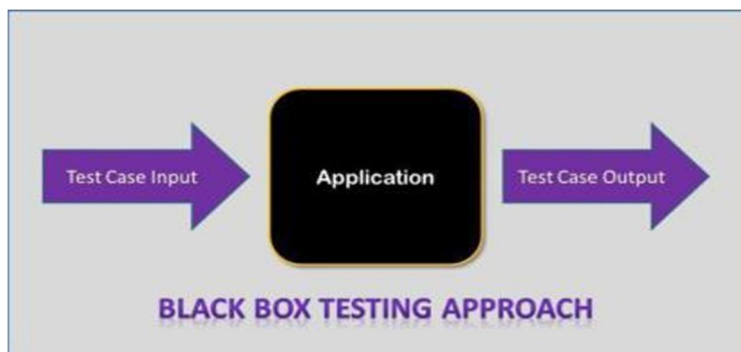 Test Case Input
Application
Test Case Output
BLACK BOX TESTING APPROACH